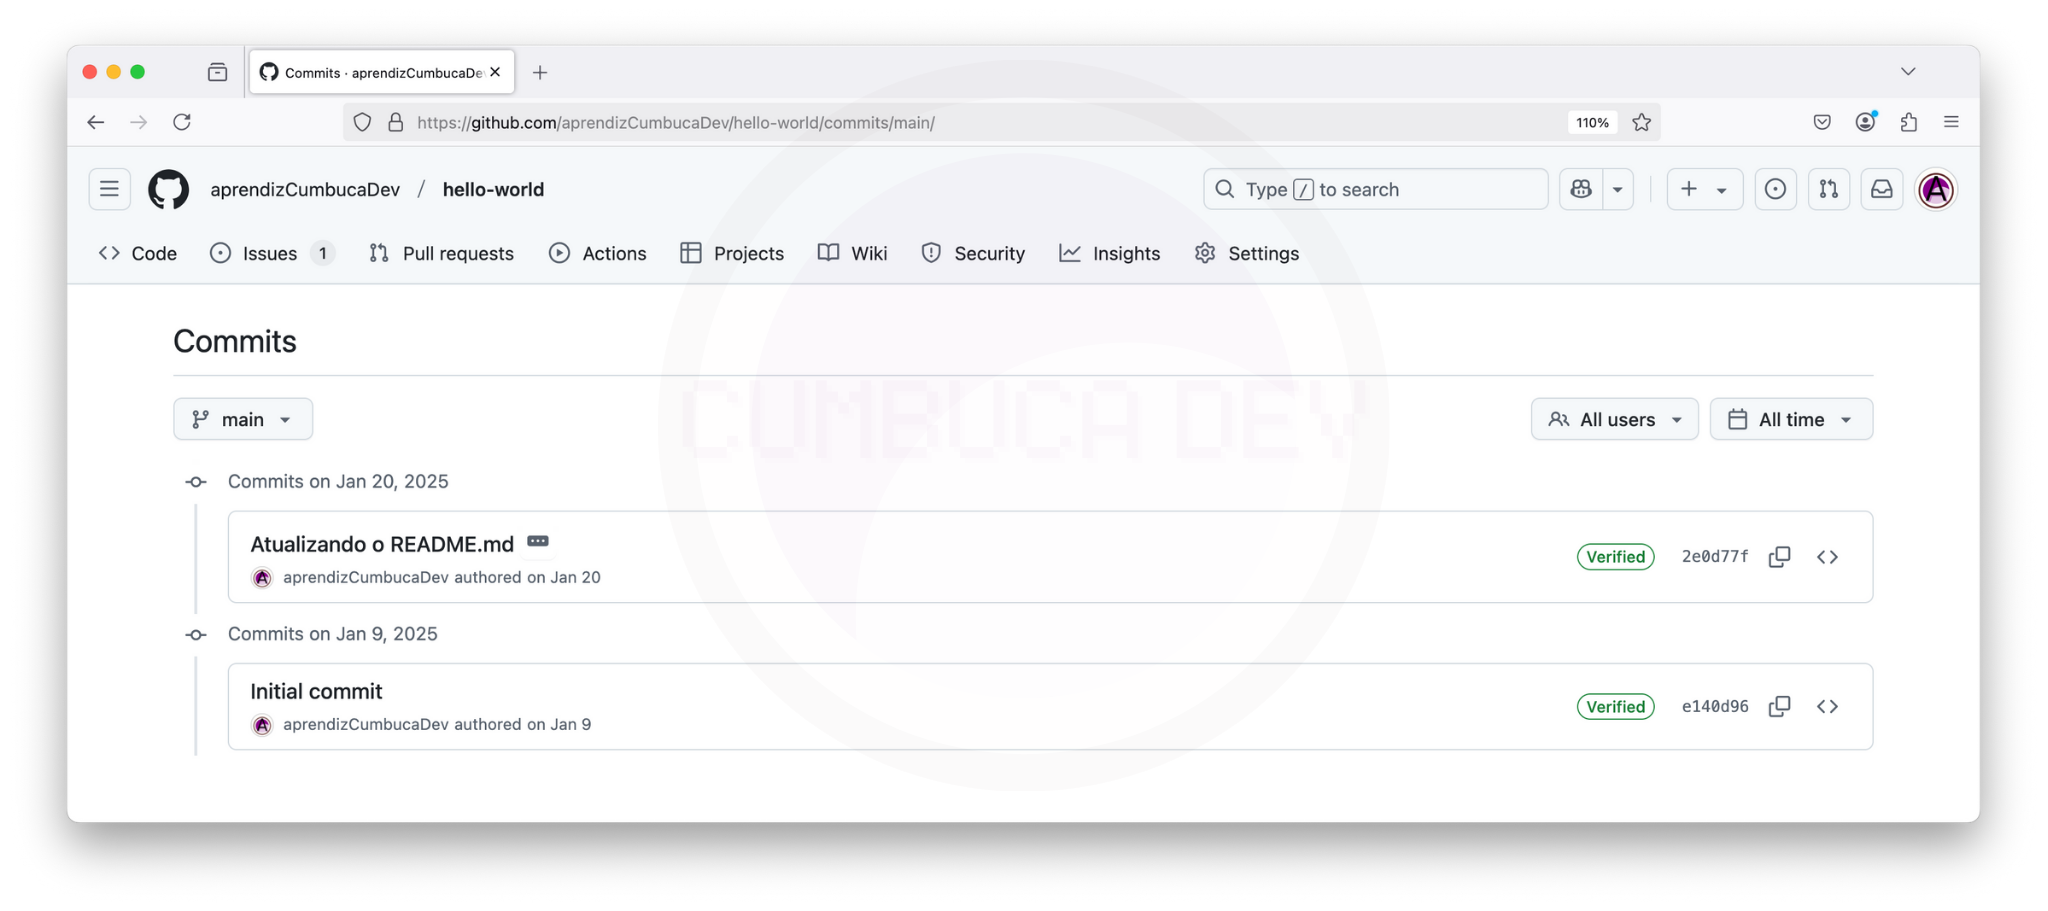 Commits · aprendizCumbucaDe
https://github.com/aprendizCumbucaDev/hello-world/commits/main/ 110%
aprendizCumbucaDev / hello-world Type / to search
Code Issues 1 Pull requests Actions Projects Wiki Security Insights Settings
Commits
CUMBUCA DEV
main All users All time
Commits on Jan 20, 2025
Atualizando o README.md
Verified 2e0d77f
aprendizCumbucaDev authored on Jan 20
Commits on Jan 9, 2025
Initial commit
Verified e140d96
aprendizCumbucaDev authored on Jan 9